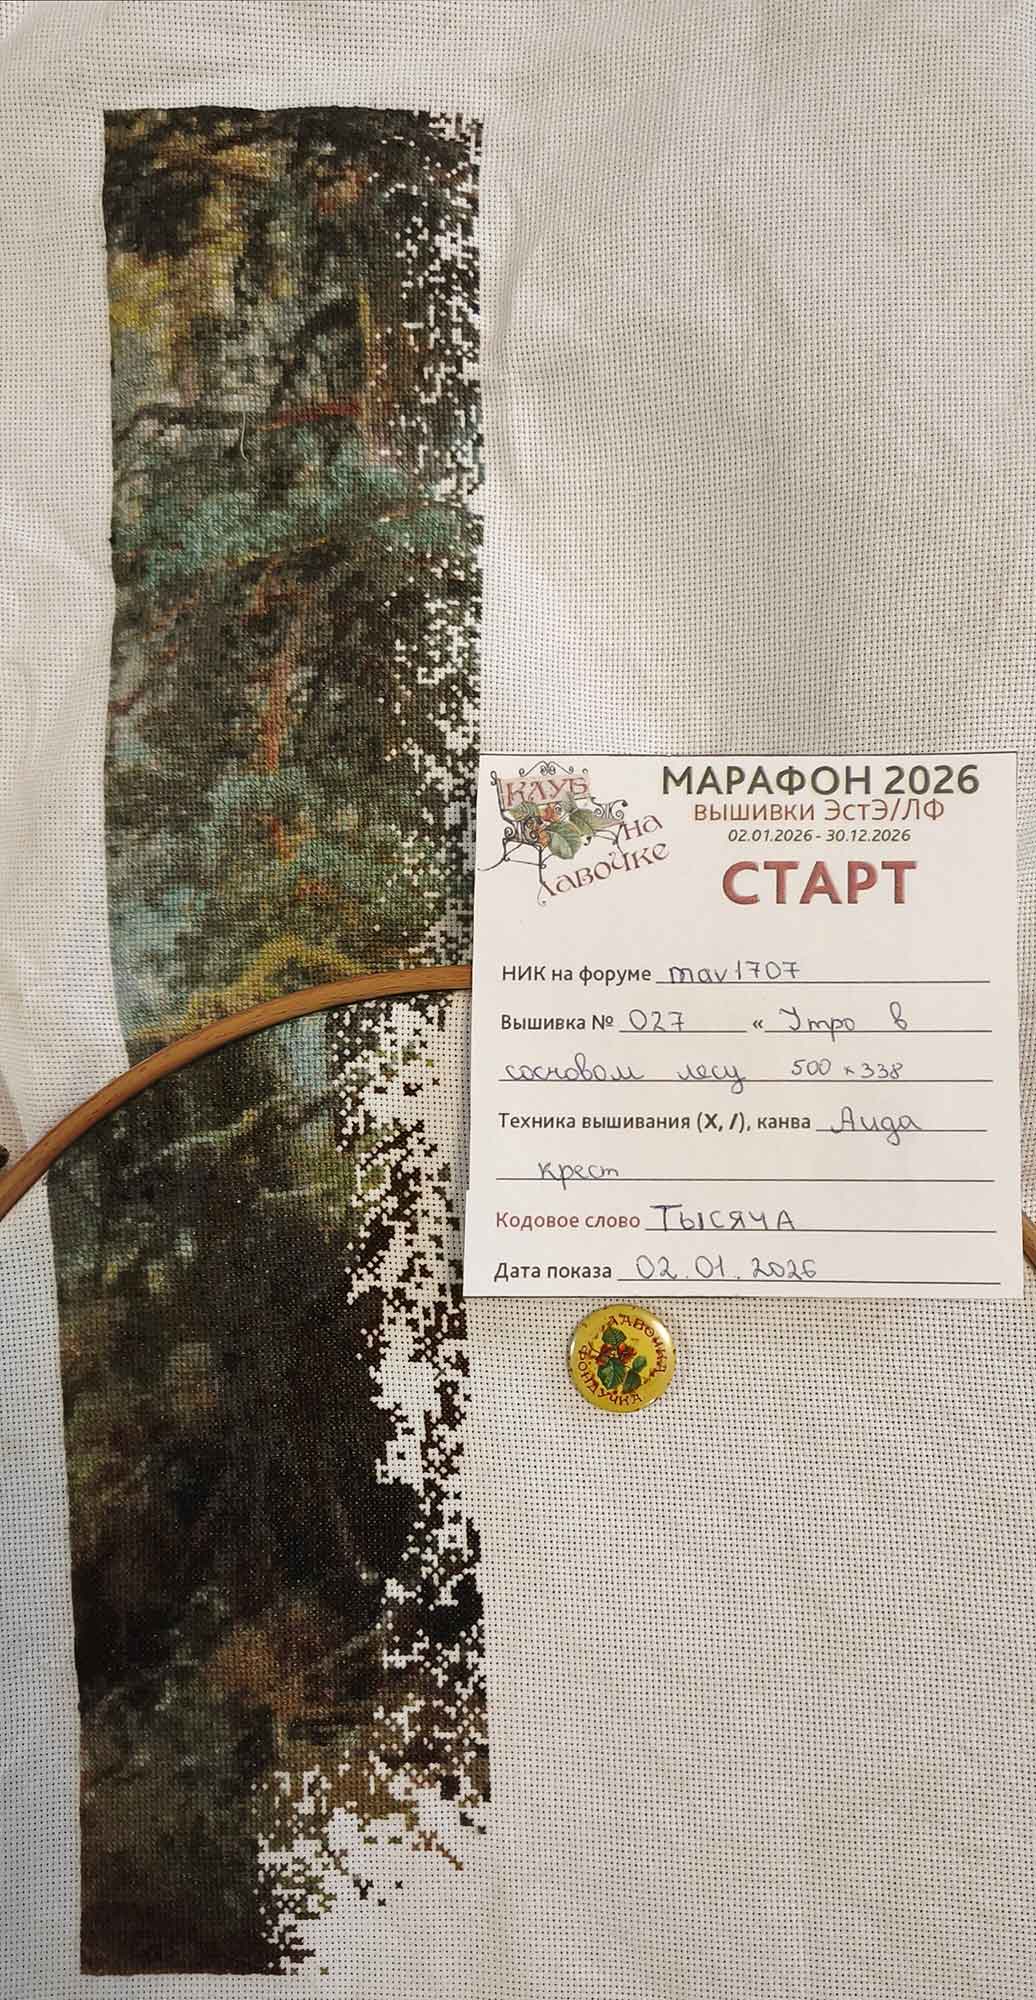 КЛУБ
на
лавочке
МАРАФОН 2026
ВЫШИВКИ ЭстЭ/ЛФ
02.01.2026 - 30.12.2026
СТАРТ
НИК на форуме mav1707
Вышивка № 027 « Утро в
сосновом лесу 500 x 338
Техника вышивания (X, /), канва Аида
крест
Кодовое слово ТЫСЯЧА
Дата показа 02.01.2026
ЛАВОЧКИ
ФОНДЮЧКА